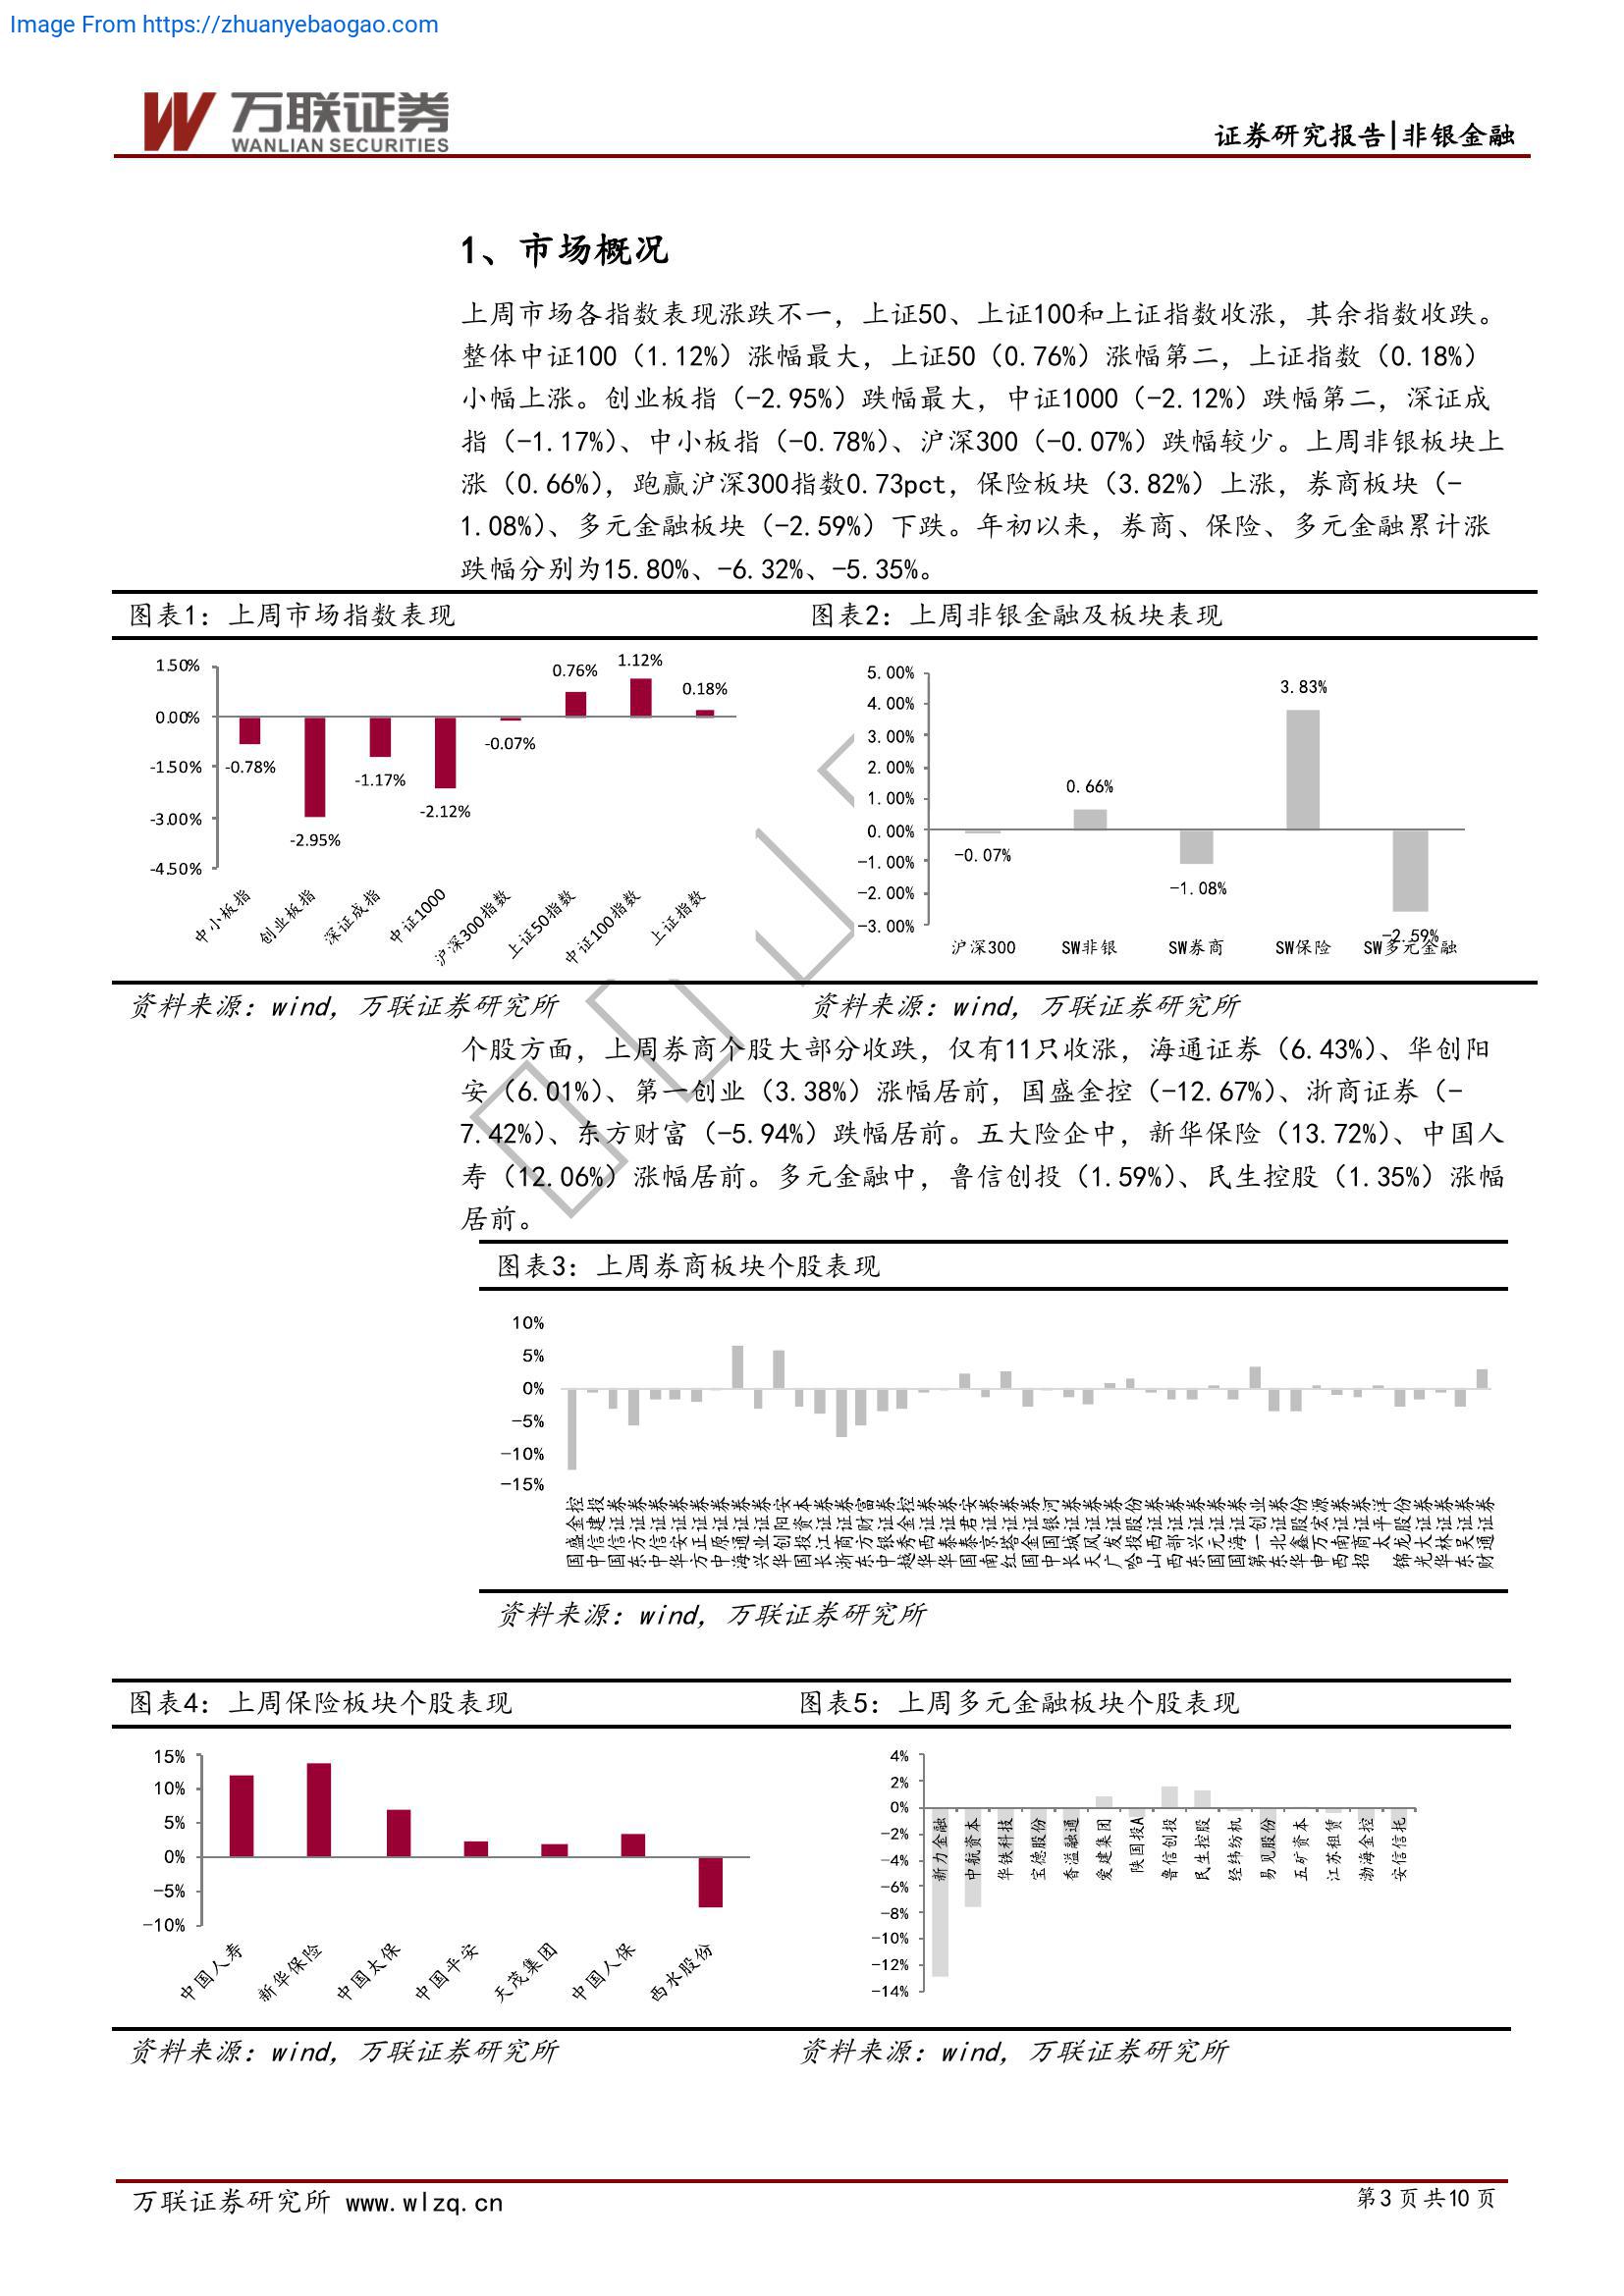 Image From https://zhuanyebaogao.com
万联证券
WANLIAN SECURITIES
证券研究报告|非银金融
1、市场概况
上周市场各指数表现涨跌不一，上证50、上证100和上证指数收涨，其余指数收跌。
整体中证100（1.12%）涨幅最大，上证50（0.76%）涨幅第二，上证指数（0.18%）
小幅上涨。创业板指（-2.95%）跌幅最大，中证1000（-2.12%）跌幅第二，深证成
指（-1.17%）、中小板指（-0.78%）、沪深300（-0.07%）跌幅较少。上周非银板块上
涨（0.66%），跑赢沪深300指数0.73pct，保险板块（3.82%）上涨，券商板块（-
1.08%）、多元金融板块（-2.59%）下跌。年初以来，券商、保险、多元金融累计涨
跌幅分别为15.80%、-6.32%、-5.35%。
图表1：上周市场指数表现
1.50%
0.00%
-1.50%
-3.00%
-4.50%
-0.78%
-2.95%
-1.17%
-2.12%
-0.07%
0.76%
1.12%
0.18%
中小板指
创业板指
深证成指
中证1000
沪深300指数
上证50指数
中证100指数
上证指数
资料来源：wind，万联证券研究所
图表2：上周非银金融及板块表现
5.00%
4.00%
3.00%
2.00%
1.00%
0.00%
-1.00%
-2.00%
-3.00%
-0.07%
0.66%
-1.08%
3.83%
-2.59%
沪深300
SW非银
SW券商
SW保险
SW多元金融
资料来源：wind，万联证券研究所
个股方面，上周券商个股大部分收跌，仅有11只收涨，海通证券（6.43%）、华创阳
安（6.01%）、第一创业（3.38%）涨幅居前，国盛金控（-12.67%）、浙商证券（-
7.42%）、东方财富（-5.94%）跌幅居前。五大险企中，新华保险（13.72%）、中国人
寿（12.06%）涨幅居前。多元金融中，鲁信创投（1.59%）、民生控股（1.35%）涨幅
居前。
图表3：上周券商板块个股表现
10%
5%
0%
-5%
-10%
-15%
国盛金控
中信建投
国信证券
东方证券
中信证券
华安证券
方正证券
中原证券
海通证券
兴业证券
华创阳安
国投资本
长江证券
浙商证券
东方财富
中银证券
越秀金控
华西证券
华泰证券
国泰君安
南京证券
红塔证券
国金证券
中国银河
长城证券
天风证券
广发证券
哈投股份
山西证券
西部证券
东兴证券
国元证券
国海证券
第一创业
东北证券
华鑫股份
申万宏源
西南证券
招商证券
太平洋
锦龙股份
光大证券
华林证券
东吴证券
财通证券
资料来源：wind，万联证券研究所
图表4：上周保险板块个股表现
15%
10%
5%
0%
-5%
-10%
中国人寿
新华保险
中国太保
中国平安
天茂集团
中国人保
西水股份
资料来源：wind，万联证券研究所
图表5：上周多元金融板块个股表现
4%
2%
0%
-2%
-4%
-6%
-8%
-10%
-12%
-14%
新力金融
中航资本
华铁科技
宝德股份
香溢融通
爱建集团
陕国投A
鲁信创投
民生控股
经纬纺机
易见股份
五矿资本
江苏租赁
渤海金控
安信信托
资料来源：wind，万联证券研究所
万联证券研究所 www.wlzq.cn
第3页共10页